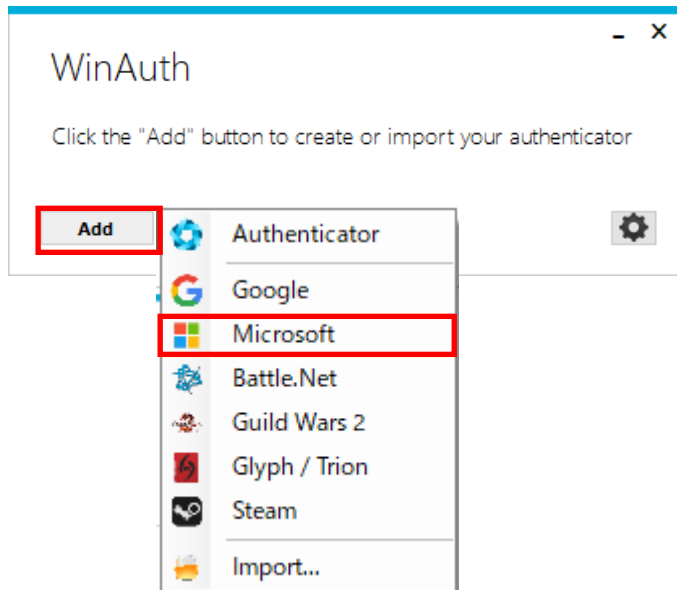 WinAuth
Click the "Add" button to create or import your authenticator
Add
Authenticator
Google
Microsoft
Battle.Net
Guild Wars 2
Glyph / Trion
Steam
Import...